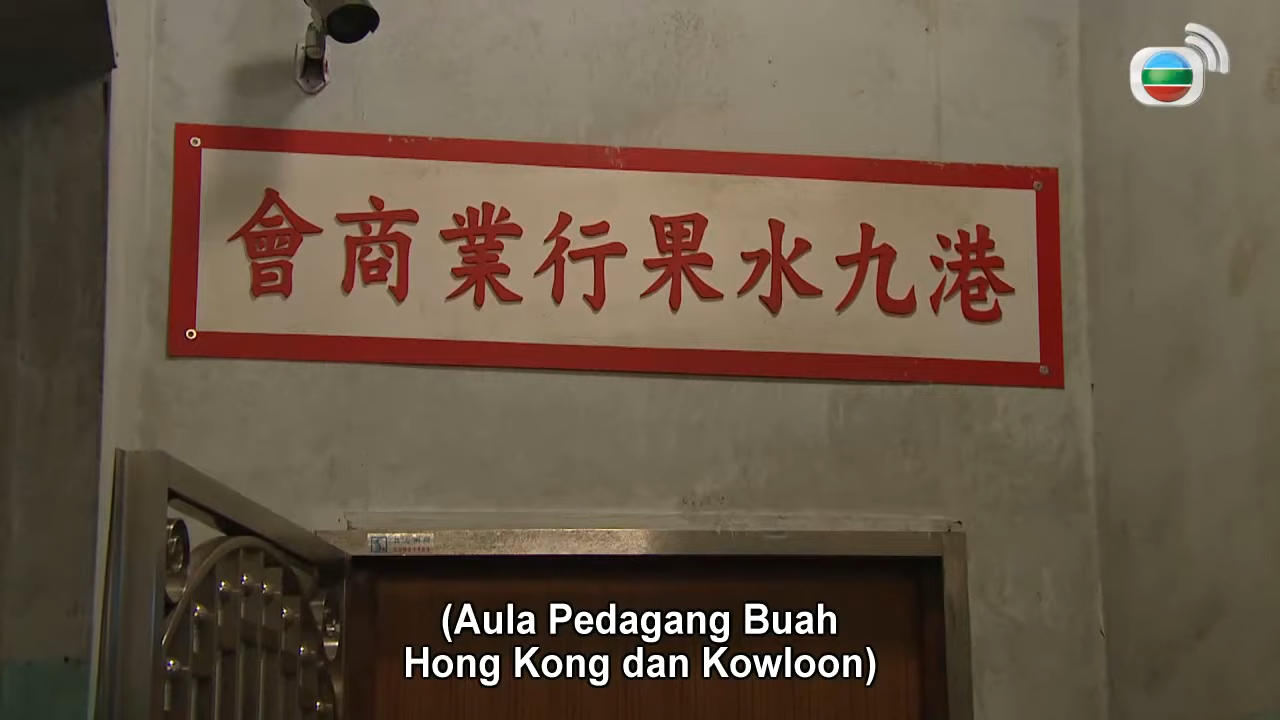 港九水果行業商會
(Aula Pedagang Buah
Hong Kong dan Kowloon)